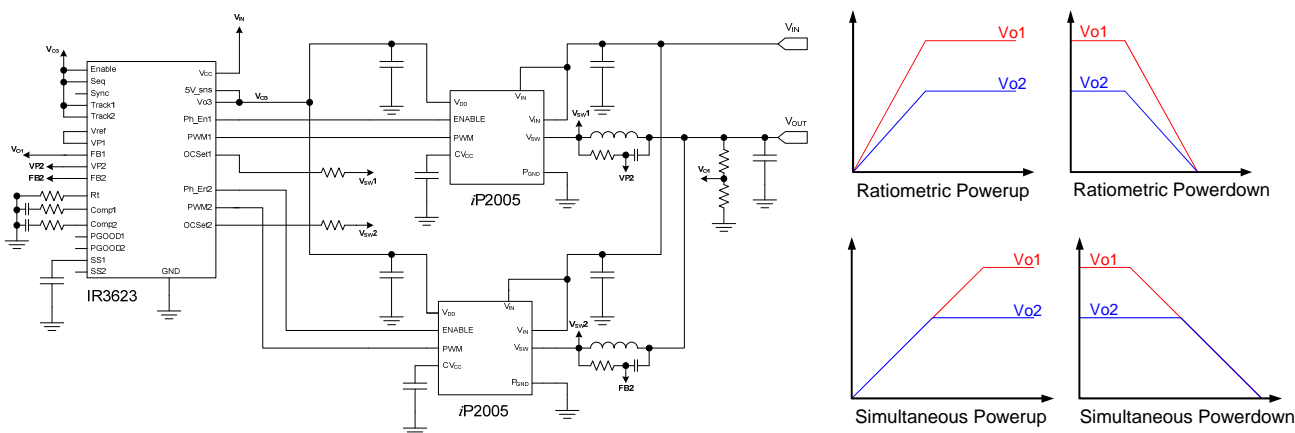 VIN
VO3
Enable
Seq
Sync
Track1
Track2
Vref
VP1
FB1
VP2
FB2
Rt
Comp1
Comp2
PGOOD1
PGOOD2
SS1
SS2
VCC
5V_sns
Vo3
Ph_En1
PWM1
OCSet1
Ph_En2
PWM2
OCSet2
GND
IR3623
VO1
VP2
FB2
VO3
VSW1
VSW2
VDD
ENABLE
PWM
CVCC
VIN
VIN
VSW
PGND
iP2005
VSW1
VP2
VIN
VOUT
VO1
VDD
ENABLE
PWM
CVCC
VIN
VIN
VSW
PGND
iP2005
VSW2
FB2
Vo1
Vo2
Ratiometric Powerup
Vo1
Vo2
Ratiometric Powerdown
Vo1
Vo2
Simultaneous Powerup
Vo1
Vo2
Simultaneous Powerdown